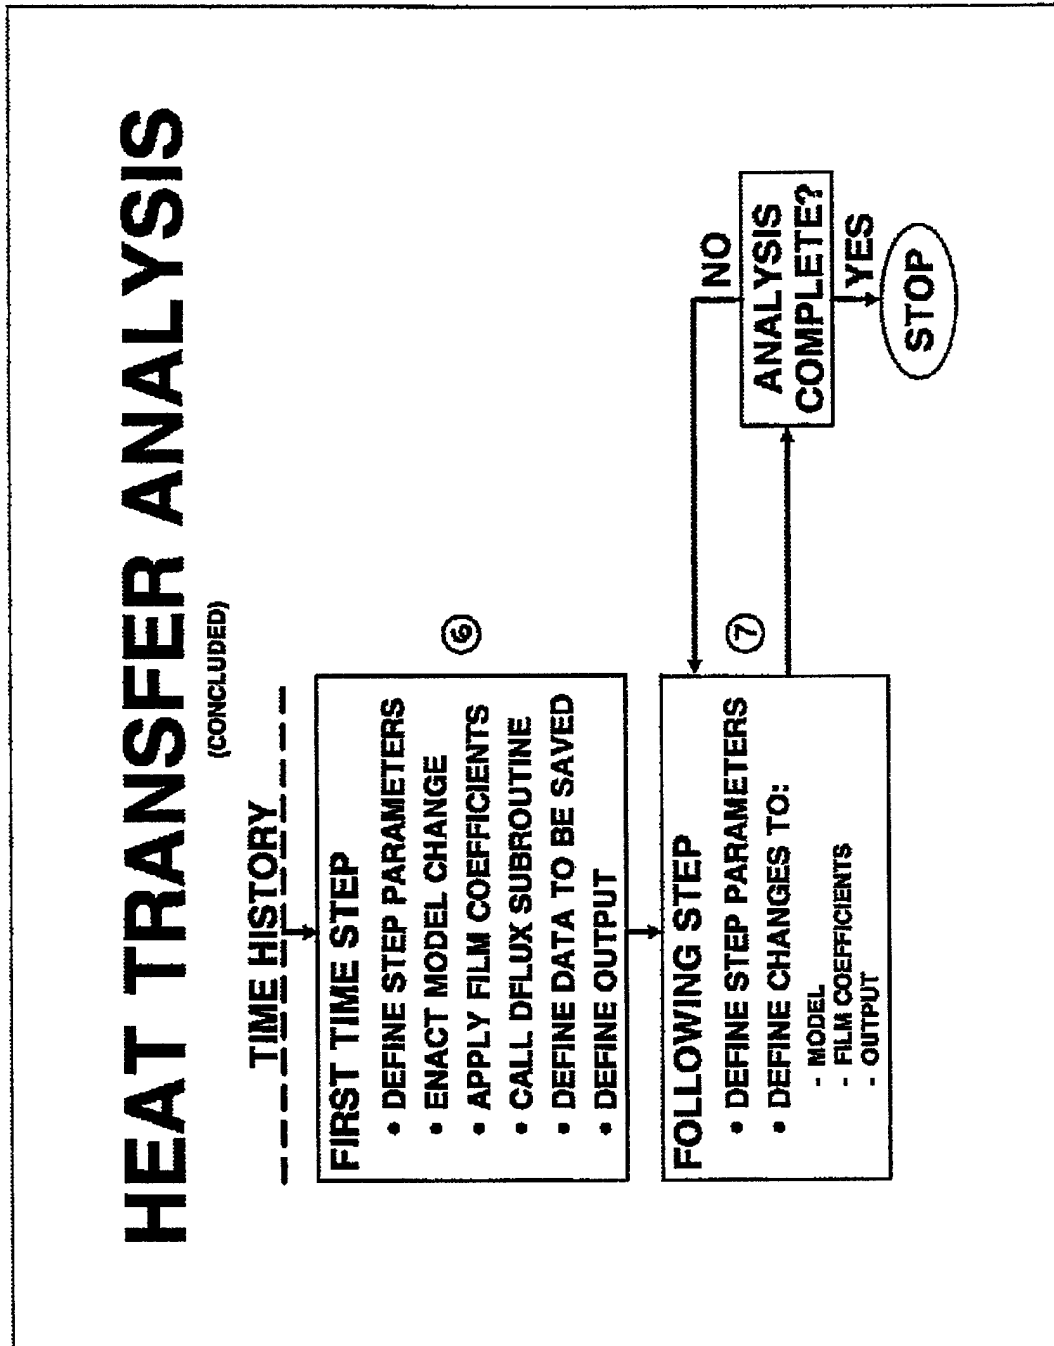 HEAT TRANSFER ANALYSIS
(CONCLUDED)
TIME HISTORY
FIRST TIME STEP
• DEFINE STEP PARAMETERS
• ENACT MODEL CHANGE
• APPLY FILM COEFFICIENTS
• CALL DFLUX SUBROUTINE
• DEFINE DATA TO BE SAVED
• DEFINE OUTPUT
6
FOLLOWING STEP
• DEFINE STEP PARAMETERS
• DEFINE CHANGES TO:
- MODEL
- FILM COEFFICIENTS
- OUTPUT
7
NO
ANALYSIS
COMPLETE?
YES
STOP